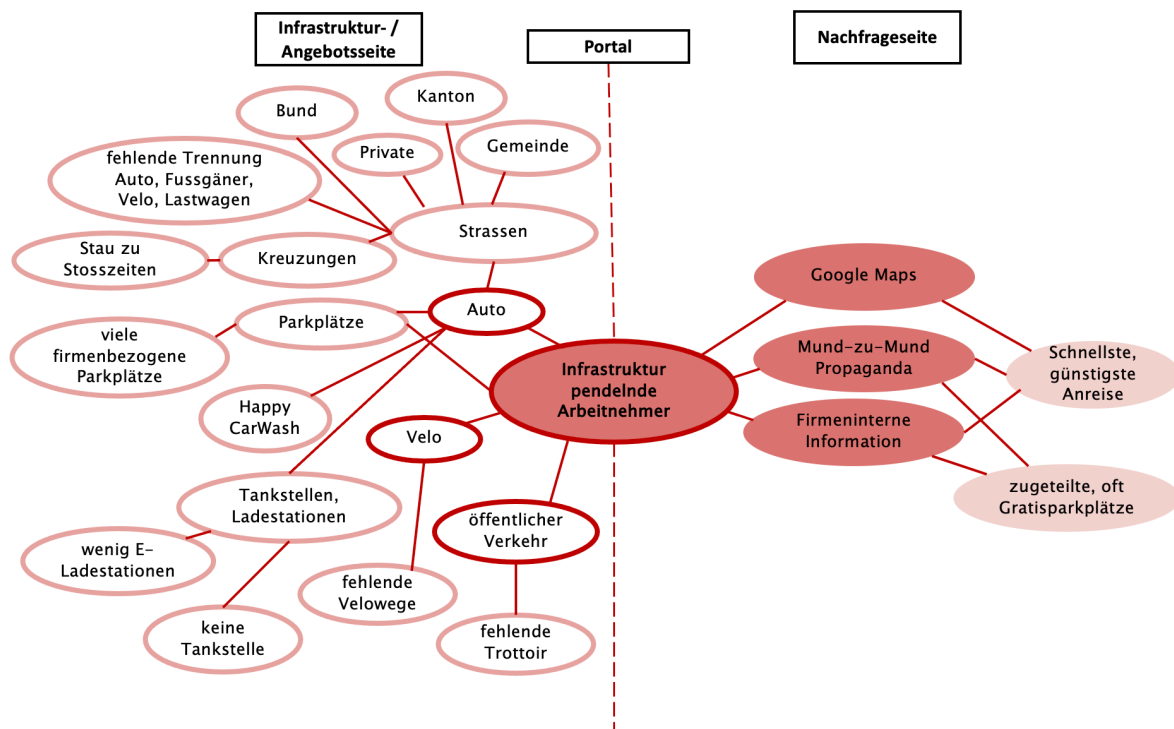 Infrastruktur- /
Angebotsseite
Portal
Nachfrageseite
Bund
Kanton
Private
Gemeinde
fehlende Trennung
Auto, Fussgäner,
Velo, Lastwagen
Strassen
Stau zu
Stosszeiten
Kreuzungen
Google Maps
Auto
Parkplätze
viele
firmenbezogene
Parkplätze
Infrastruktur
pendelnde
Arbeitnehmer
Mund-zu-Mund
Propaganda
Schnellste,
günstigste
Anreise
Happy
CarWash
Velo
Firmeninterne
Information
Tankstellen,
Ladestationen
öffentlicher
Verkehr
zugeteilte, oft
Gratisparkplätze
wenig E-
Ladestationen
fehlende
Velowege
keine
Tankstelle
fehlende
Trottoir